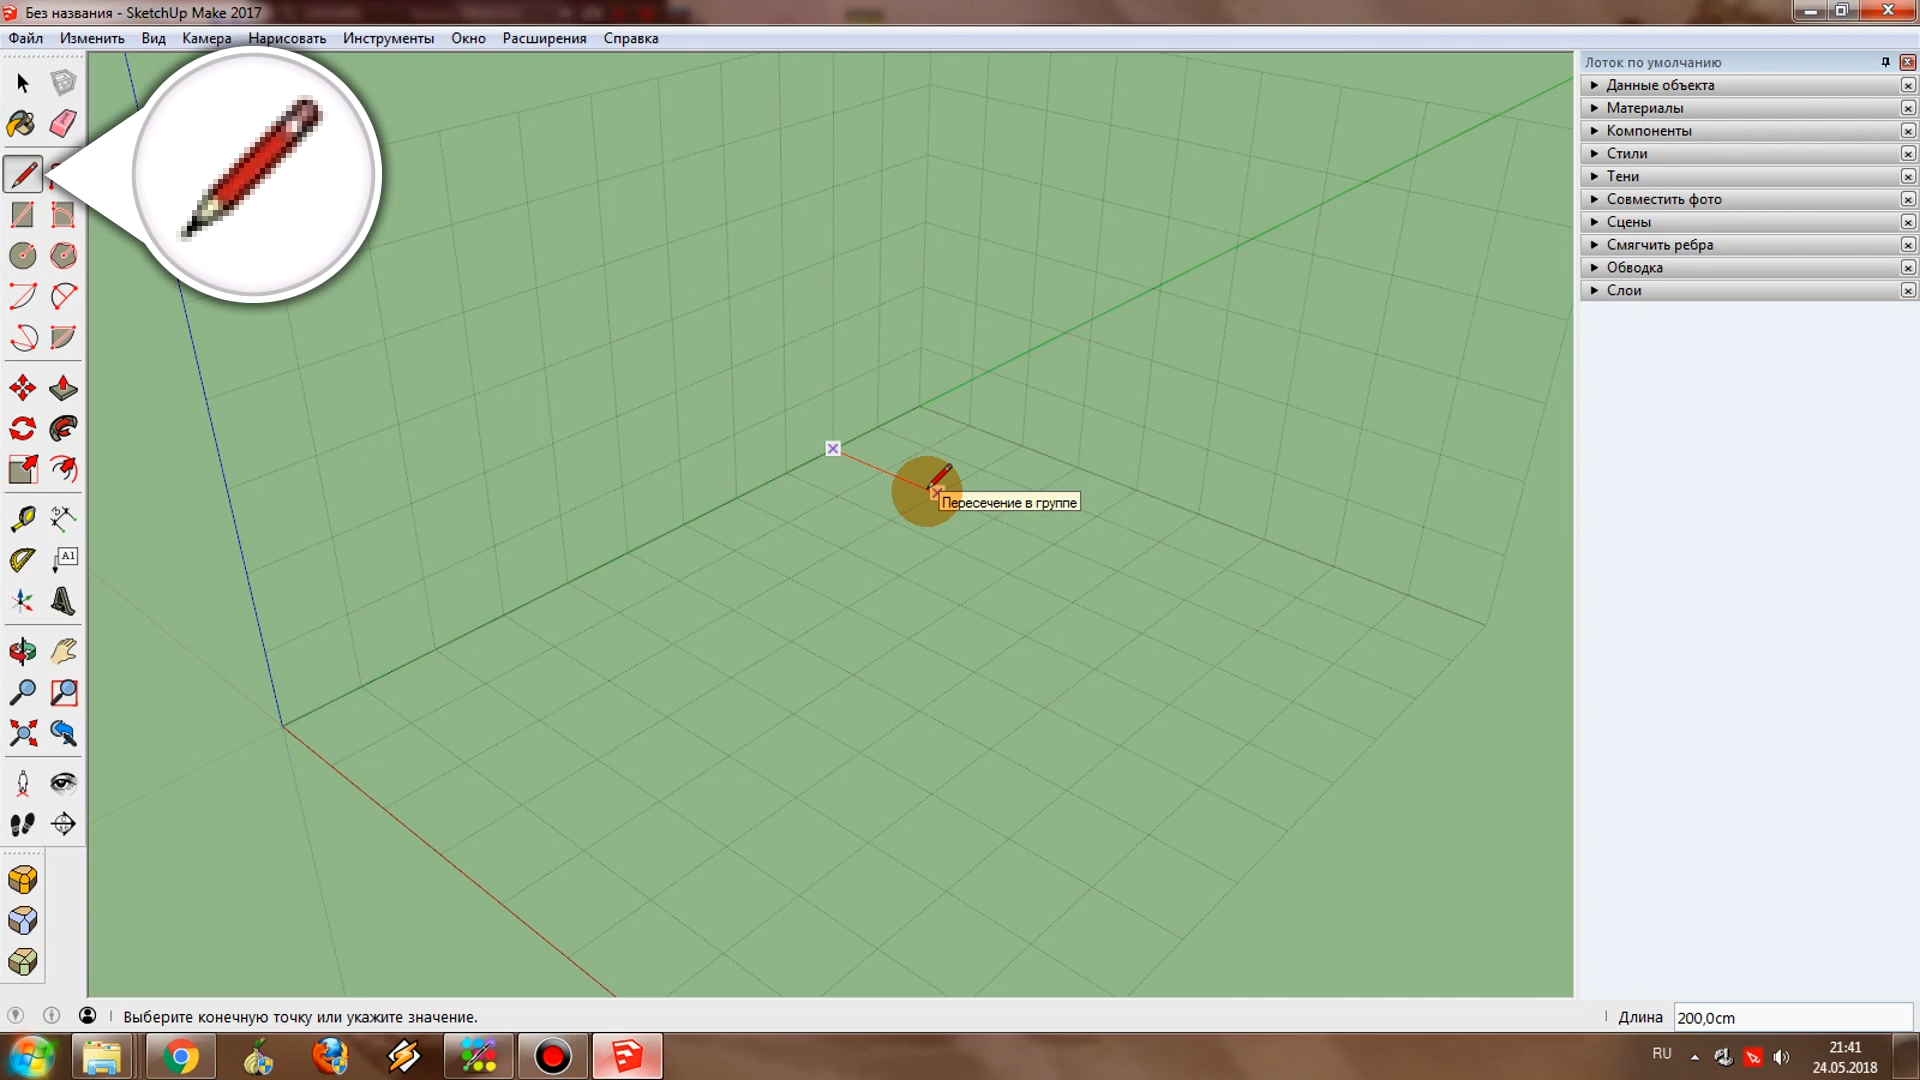 Без названия - SketchUp Make 2017
Файл Изменить Вид Камера Нарисовать Инструменты Окно Расширения Справка
Лоток по умолчанию
Данные объекта
Материалы
Компоненты
Стили
Тени
Совместить фото
Сцены
Смягчить ребра
Обводка
Слои
Пересечение в группе
A1
Выберите конечную точку или укажите значение.
Длина 200,0cm
RU
21:41
24.05.2018